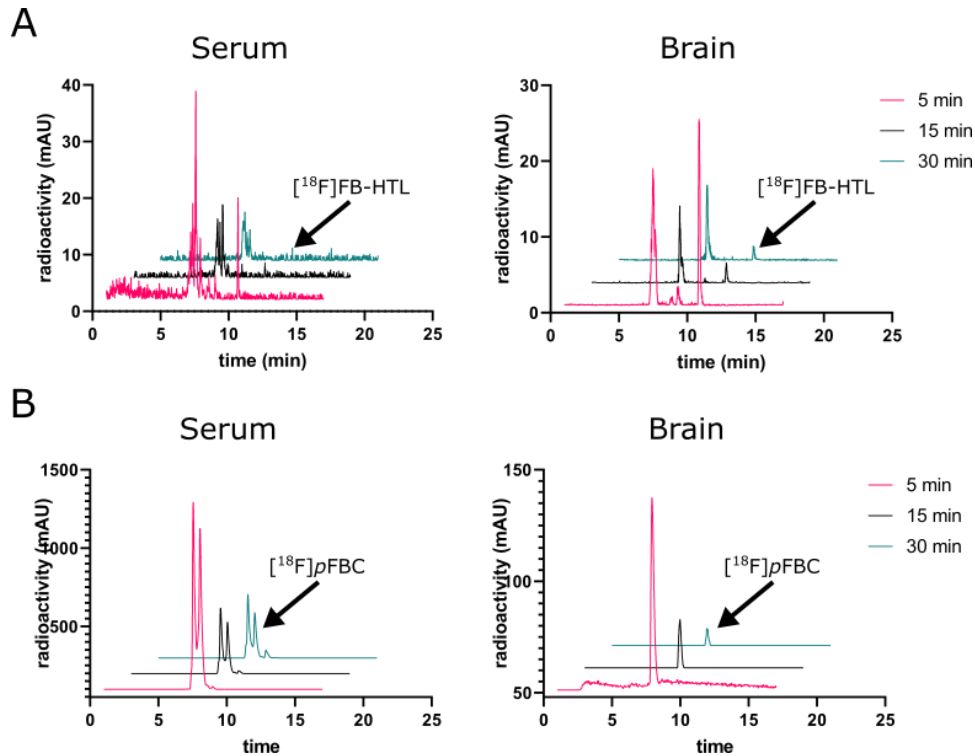 A
Serum
Brain
radioactivity (mAU)
40
30
20
10
0
0
5
10
15
20
25
time (min)
[¹⁸F]FB-HTL
radioactivity (mAU)
30
20
10
0
0
5
10
15
20
25
time (min)
[¹⁸F]FB-HTL
5 min
15 min
30 min
B
Serum
Brain
radioactivity (mAU)
1500
1000
500
0
5
10
15
20
25
time
[¹⁸F]pFBC
radioactivity (mAU)
150
100
50
0
5
10
15
20
25
time
[¹⁸F]pFBC
5 min
15 min
30 min